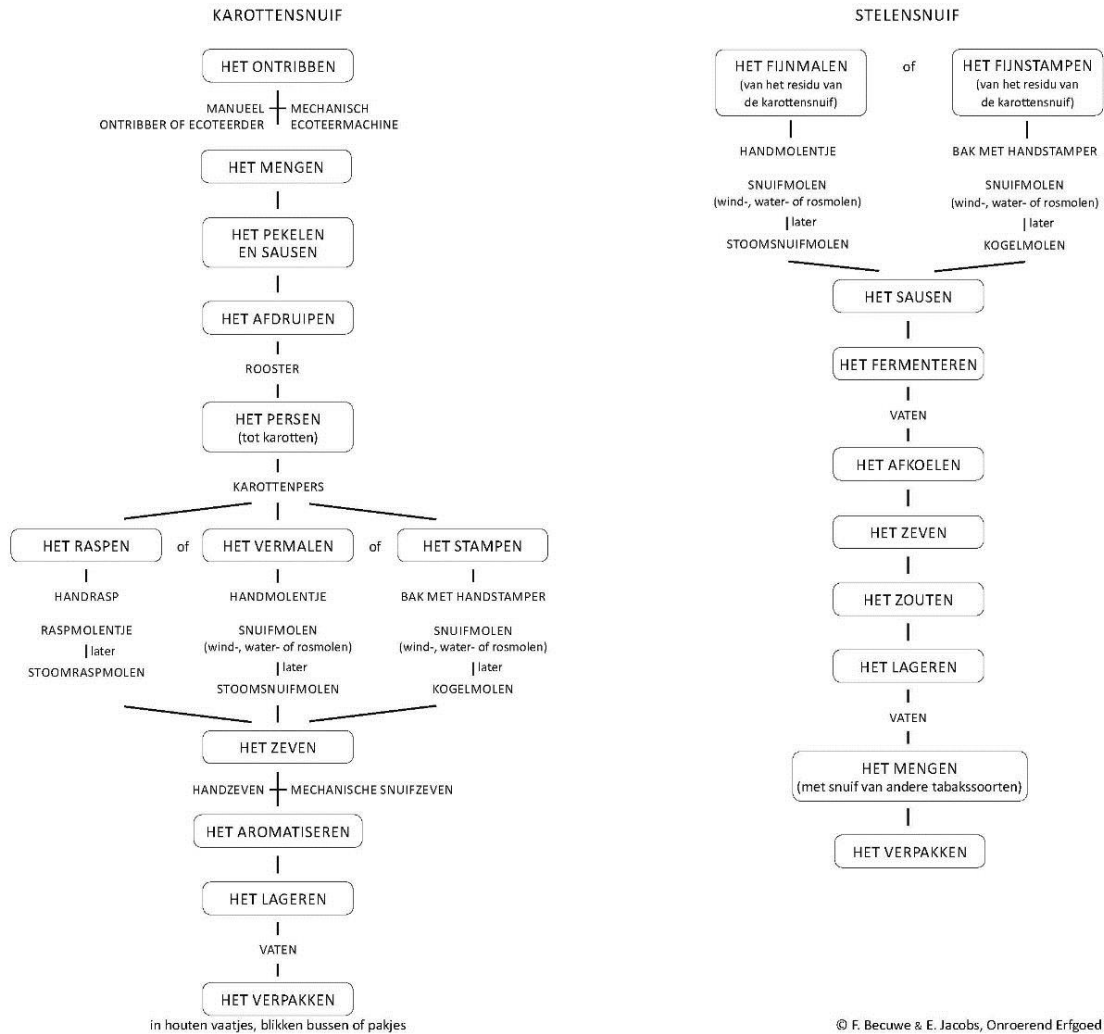 KAROTTENSNUIF
HET ONTRIBBEN
MANUEEL
ONTRIBBER OF ECOTEERDER
MECHANISCH
ECOTEERMACHINE
HET MENGEN
HET PEKELEN
EN SAUSEN
HET AFDRUIPEN
ROOSTER
HET PERSEN
(tot karotten)
KAROTTENPERS
HET RASPEN of HET VERMALEN of HET STAMPEN
HANDRASP
RASPMOLENTJE
later
STOOMRASPMOLEN
HANDMOLENTJE
SNUIFMOLEN
(wind-, water- of rosmolen)
later
STOOMSNUIFMOLEN
BAK MET HANDSTAMPER
SNUIFMOLEN
(wind-, water- of rosmolen)
later
KOGELMOLEN
HET ZEVEN
HANDZEVEN
MECHANISCHE SNUIFZEVEN
HET AROMATISEREN
HET LAGEREN
VATEN
HET VERPAKKEN
in houten vaatjes, blikken bussen of pakjes
STELENSNUIF
HET FIJNMALEN
(van het residu van
de karottensnuif)
of
HET FIJNSTAMPEN
(van het residu van
de karottensnuif)
HANDMOLENTJE
SNUIFMOLEN
(wind-, water- of rosmolen)
later
STOOMSNUIFMOLEN
BAK MET HANDSTAMPER
SNUIFMOLEN
(wind-, water- of rosmolen)
later
KOGELMOLEN
HET SAUSEN
HET FERMENTEREN
VATEN
HET AFKOELEN
HET ZEVEN
HET ZOUTEN
HET LAGEREN
VATEN
HET MENGEN
(met snuif van andere tabakssoorten)
HET VERPAKKEN
© F. Becuwe & E. Jacobs, Onroerend Erfgoed